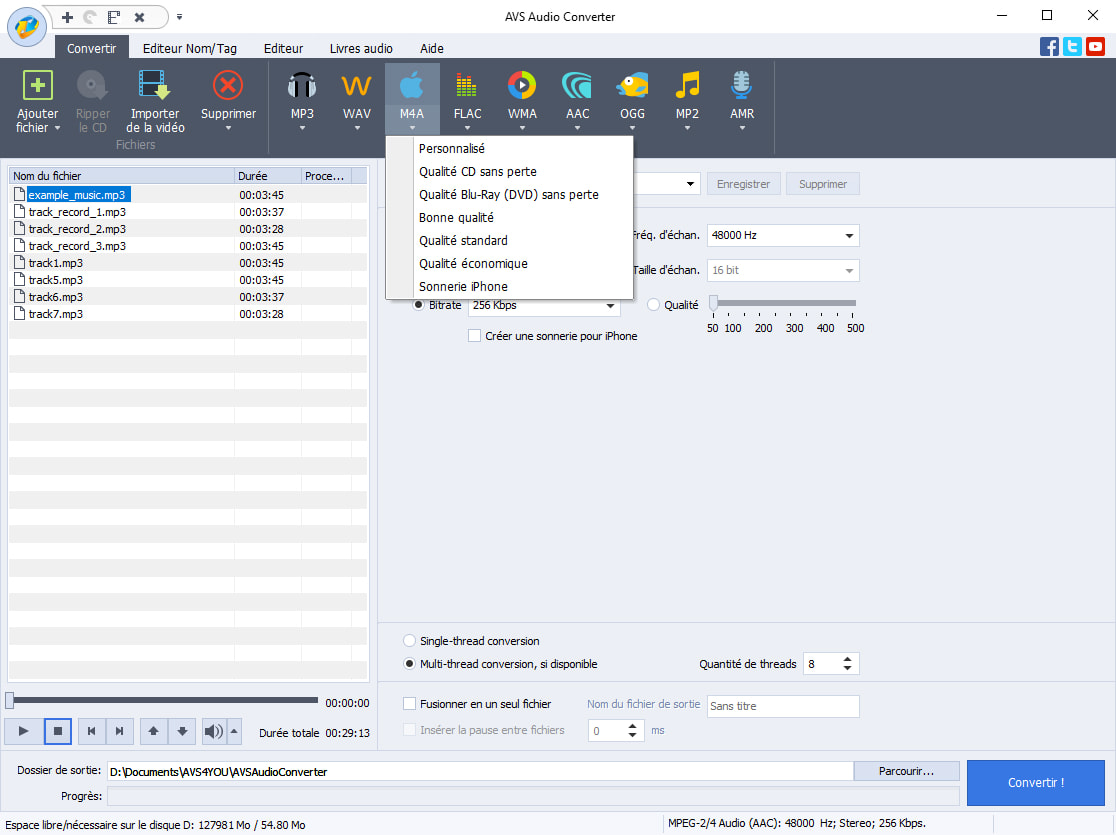 AVS Audio Converter
Convertir Editeur Nom/Tag Editeur Livres audio Aide
Ajouter fichier
Ripper le CD
Importer de la vidéo
Supprimer
Fichiers
MP3 WAV M4A FLAC WMA AAC OGG MP2 AMR
Personnalisé
Qualité CD sans perte
Qualité Blu-Ray (DVD) sans perte
Bonne qualité
Qualité standard
Qualité économique
Sonnerie iPhone
Nom du fichier Durée Proce...
example_music.mp3 00:03:45
track_record_1.mp3 00:03:37
track_record_2.mp3 00:03:28
track_record_3.mp3 00:03:45
track1.mp3 00:03:45
track5.mp3 00:03:45
track6.mp3 00:03:37
track7.mp3 00:03:28
Enregistrer Supprimer
Fréq. d'échan. 48000 Hz
Taille d'échan. 16 bit
Bitrate 256 Kbps Qualité
50 100 200 300 400 500
Créer une sonnerie pour iPhone
Single-thread conversion
Multi-thread conversion, si disponible Quantité de threads 8
Fusionner en un seul fichier Nom du fichier de sortie Sans titre
Insérer la pause entre fichiers 0 ms
00:00:00
Durée totale 00:29:13
Dossier de sortie: D:\Documents\AVS4YOU\AVSAudioConverter Parcourir...
Progrès:
Convertir !
Espace libre/nécessaire sur le disque D: 127981 Mo / 54.80 Mo
MPEG-2/4 Audio (AAC): 48000 Hz; Stereo; 256 Kbps.